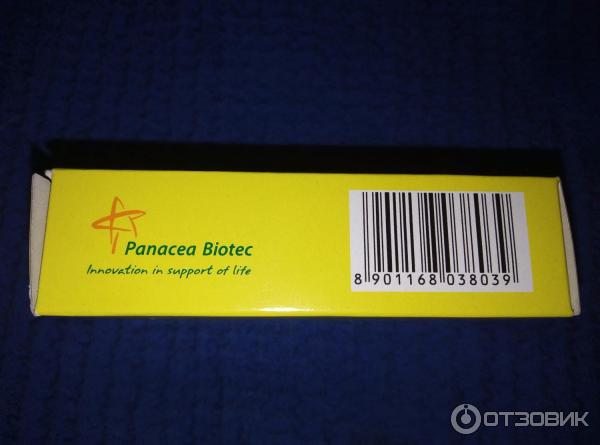 Panacea Biotec
Innovation in support of life
8 901168 038039
ОТЗОВИК